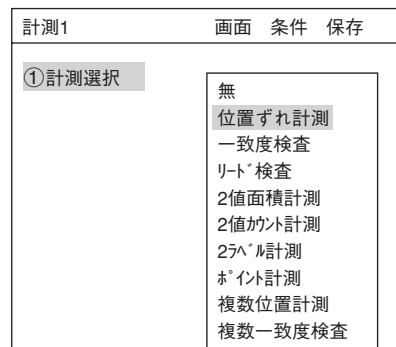 計測1 画面 条件 保存
①計測選択
無
位置ずれ計測
一致度検査
ﾘｰﾄﾞ検査
2値面積計測
2値ｶｳﾝﾄ計測
2ﾗﾍﾞﾙ計測
ﾎﾟｲﾝﾄ計測
複数位置計測
複数一致度検査